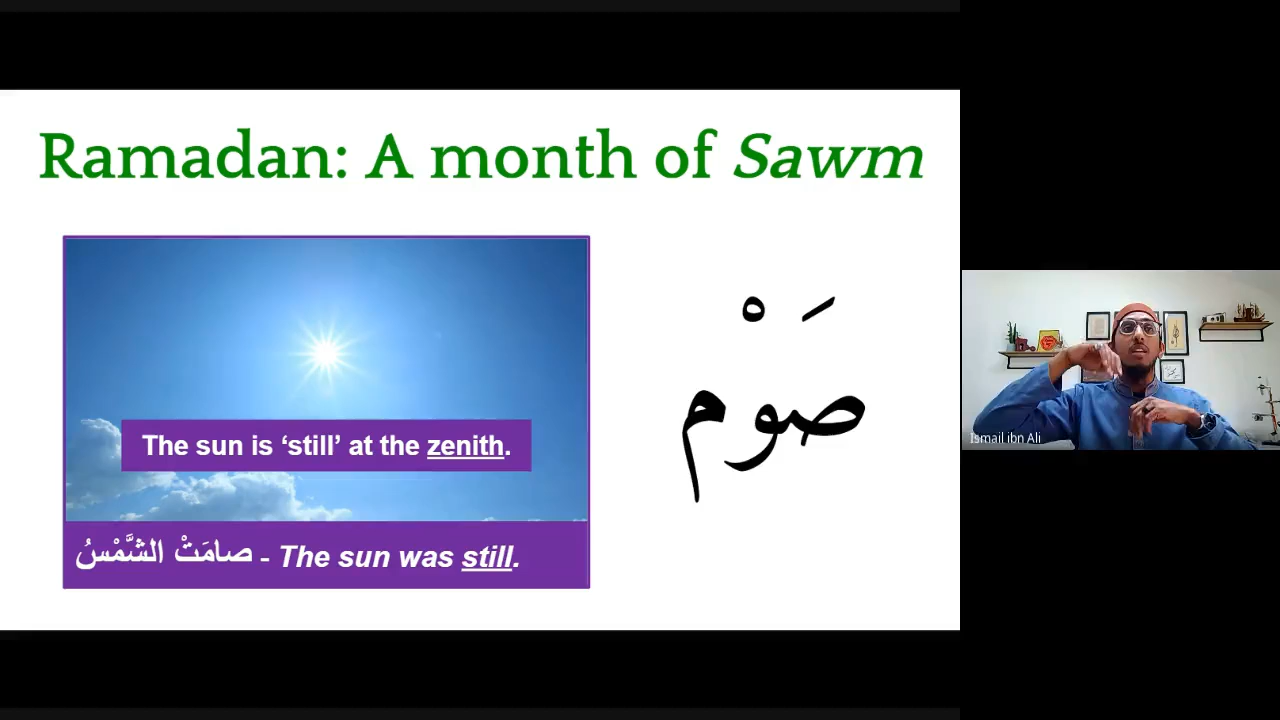 Ramadan: A month of Sawm
The sun is ‘still’ at the zenith.
صامَتْ الشَّمْسُ - The sun was still.
صَوْم
Ismail ibn Ali